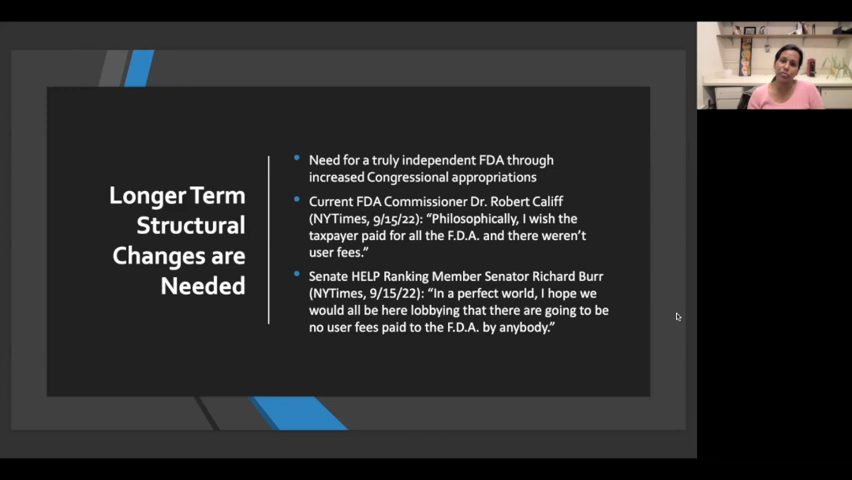 Longer Term
Structural
Changes are
Needed
Need for a truly independent FDA through
increased Congressional appropriations
Current FDA Commissioner Dr. Robert Califf
(NYTimes, 9/15/22): “Philosophically, I wish the
taxpayer paid for all the F.D.A. and there weren’t
user fees.”
Senate HELP Ranking Member Senator Richard Burr
(NYTimes, 9/15/22): “In a perfect world, I hope we
would all be here lobbying that there are going to be
no user fees paid to the F.D.A. by anybody.”